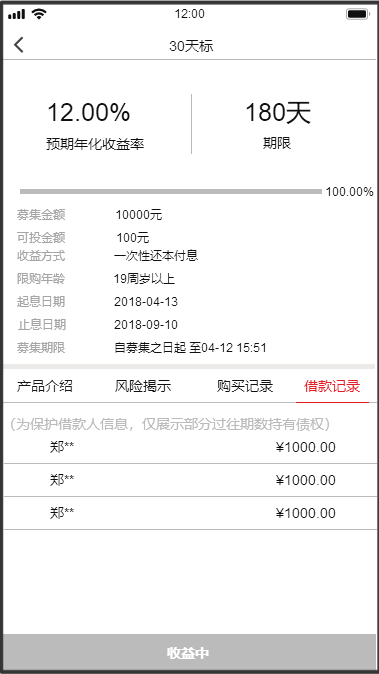 12:00
30天标
12.00% 180天
预期年化收益率 期限
100.00%
募集金额 10000元
可投金额 100元
收益方式 一次性还本付息
限购年龄 19周岁以上
起息日期 2018-04-13
止息日期 2018-09-10
募集期限 自募集之日起 至04-12 15:51
产品介绍 风险揭示 购买记录 借款记录
(为保护借款人信息，仅展示部分过往期数持有债权)
郑** ¥1000.00
郑** ¥1000.00
郑** ¥1000.00
收益中